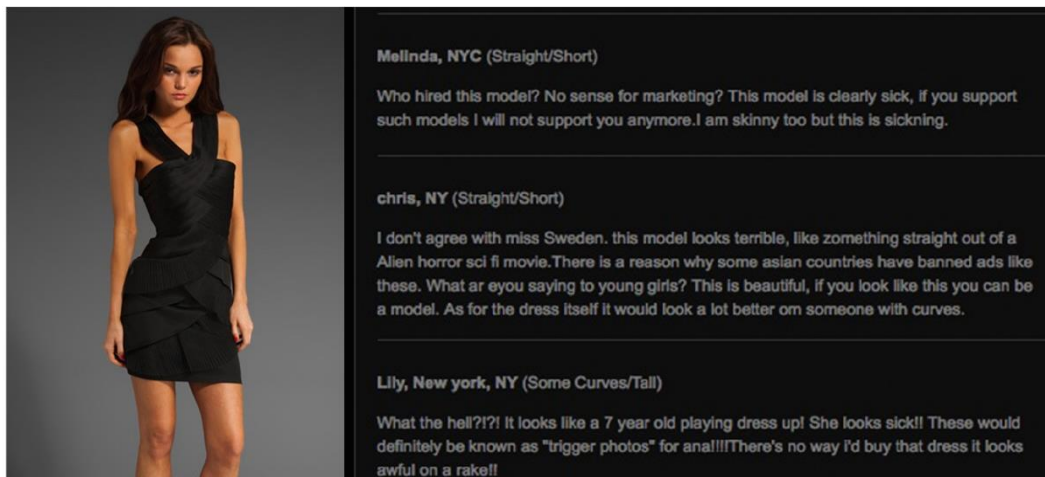 Melinda, NYC (Straight/Short)
Who hired this model? No sense for marketing? This model is clearly sick, if you support
such models I will not support you anymore.I am skinny too but this is sickning.
chris, NY (Straight/Short)
I don't agree with miss Sweden. this model looks terrible, like zomething straight out of a
Alien horror sci fi movie.There is a reason why some asian countries have banned ads like
these. What ar eyou saying to young girls? This is beautiful, if you look like this you can be
a model. As for the dress itself it would look a lot better om someone with curves.
Lily, New york, NY (Some Curves/Tall)
What the hell?!?! It looks like a 7 year old playing dress up! She looks sick!! These would
definitely be known as "trigger photos" for ana!!!!There's no way I'd buy that dress it looks
awful on a rake!!